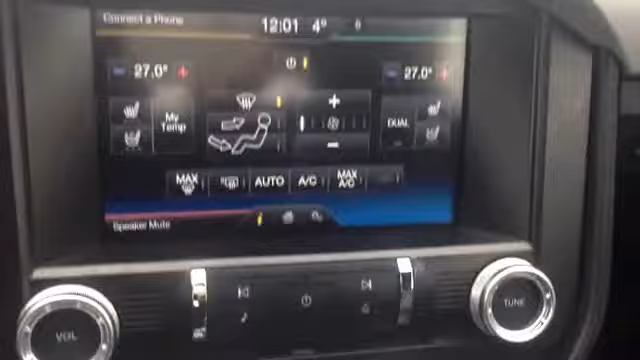 Connect a Phone
12:01 4°
27.0°
27.0°
My Temp
DUAL
MAX
AUTO
A/C
MAX A/C
Speaker Mute
VOL
TUNE